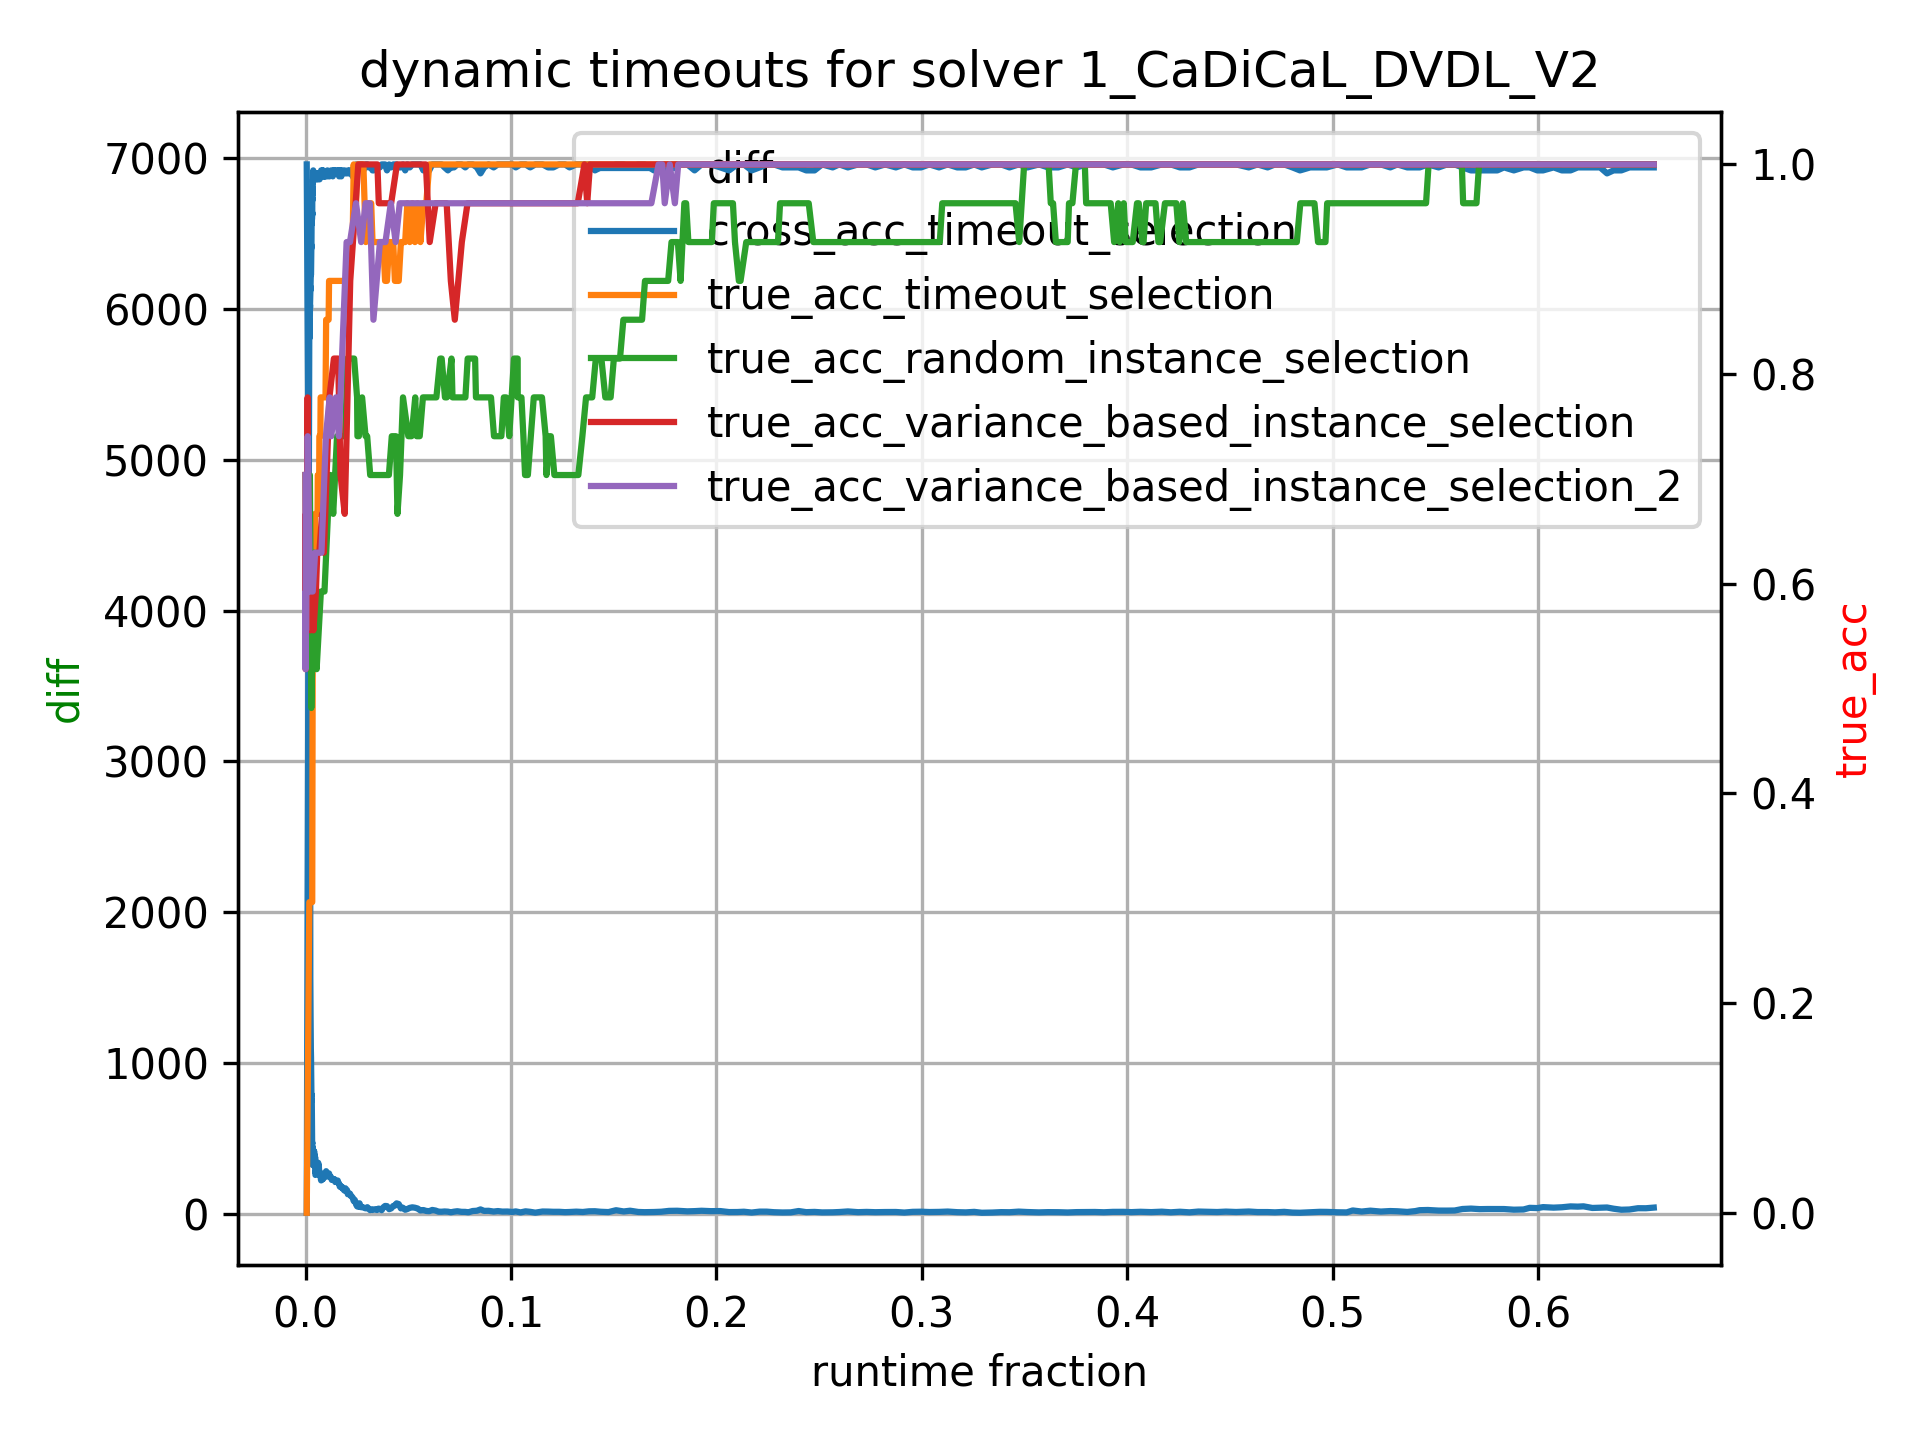 dynamic timeouts for solver 1_CaDiCaL_DVDL_V2
7000
6000
5000
4000
3000
2000
1000
0
diff
diff
cross_acc_timeout_selection
true_acc_timeout_selection
true_acc_random_instance_selection
true_acc_variance_based_instance_selection
true_acc_variance_based_instance_selection_2
1.0
0.8
0.6
0.4
0.2
0.0
true_acc
0.0 0.1 0.2 0.3 0.4 0.5 0.6
runtime fraction